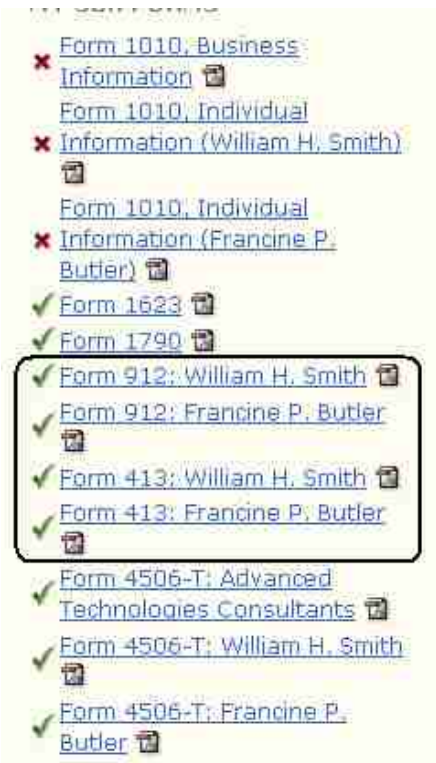 Form 1010, Business
Information
Form 1010, Individual
Information (William H. Smith)
Form 1010, Individual
Information (Francine P.
Butler)
Form 1623
Form 1790
Form 912: William H. Smith
Form 912: Francine P. Butler
Form 413: William H. Smith
Form 413: Francine P. Butler
Form 4506-T: Advanced
Technologies Consultants
Form 4506-T: William H. Smith
Form 4506-T: Francine P.
Butler